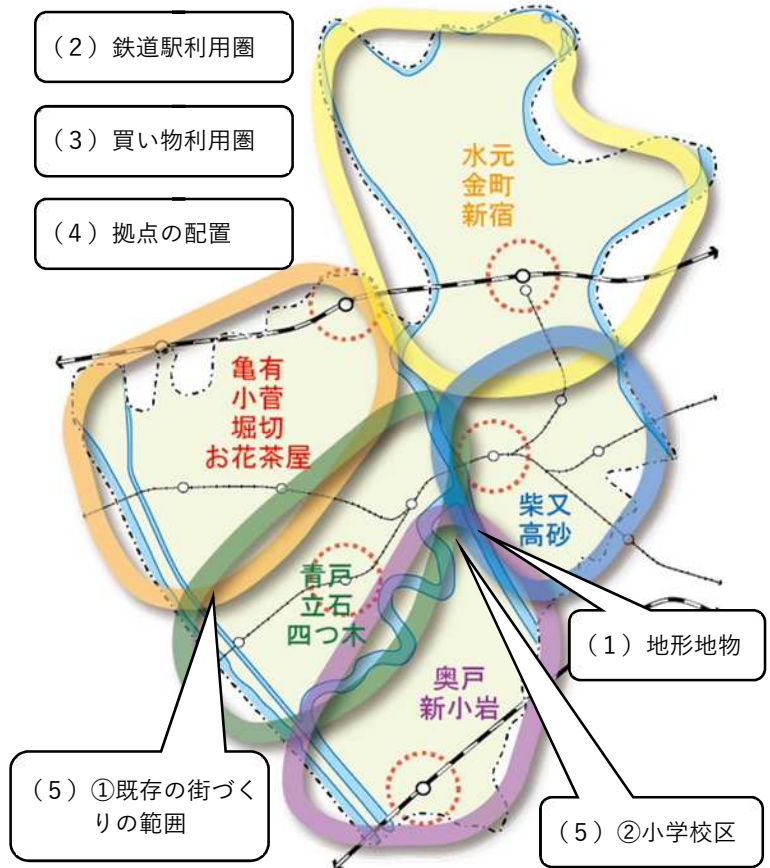 （２）鉄道駅利用圏
（３）買い物利用圏
（４）拠点の配置
水元
金町
新宿
亀有
小菅
堀切
お花茶屋
柴又
高砂
青戸
立石
四つ木
奥戸
新小岩
（１）地形地物
（５）①既存の街づく
りの範囲
（５）②小学校区